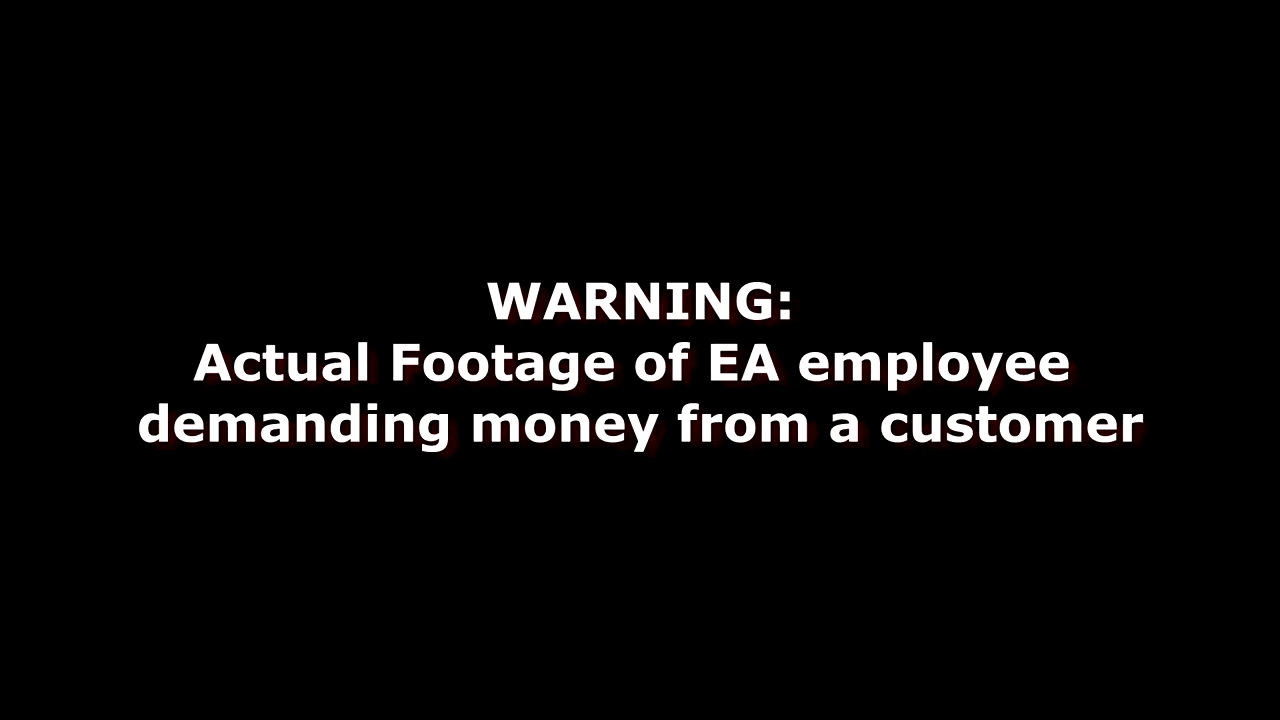 WARNING:
Actual Footage of EA employee
demanding money from a customer